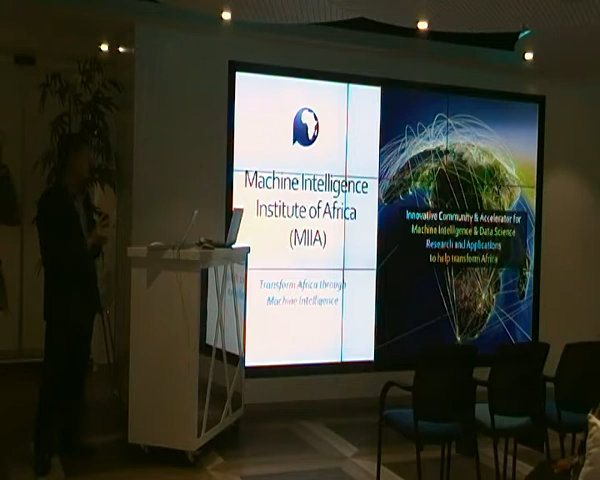 Machine Intelligence
Institute of Africa
(MIIA)
Transform Africa through
Machine Intelligence
Innovative Community & Accelerator for
Machine Intelligence & Data Science
Research and Applications
to help transform Africa